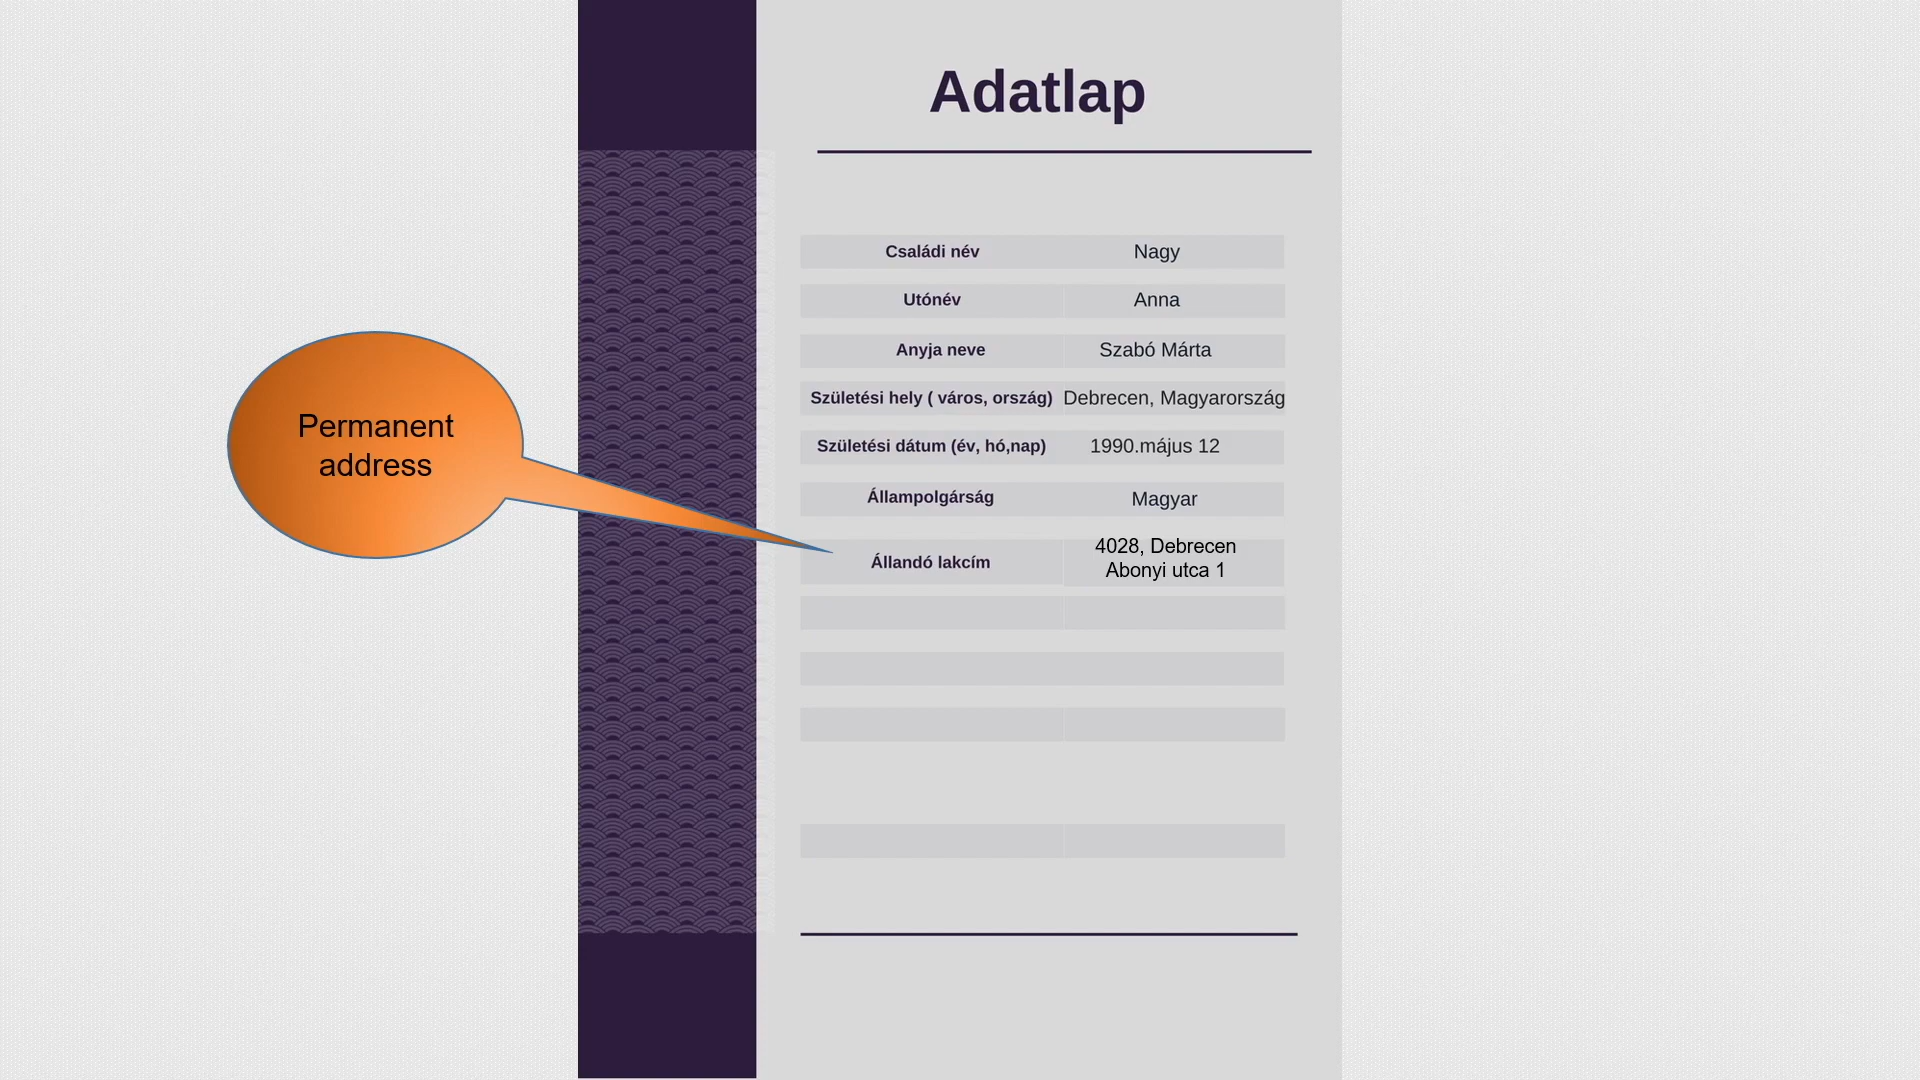 Adatlap
Családi név Nagy
Utónév Anna
Anyja neve Szabó Márta
Születési hely ( város, ország) Debrecen, Magyarország
Születési dátum (év, hó,nap) 1990.május 12
Állampolgárság Magyar
Állandó lakcím 4028, Debrecen
Abonyi utca 1
Permanent
address